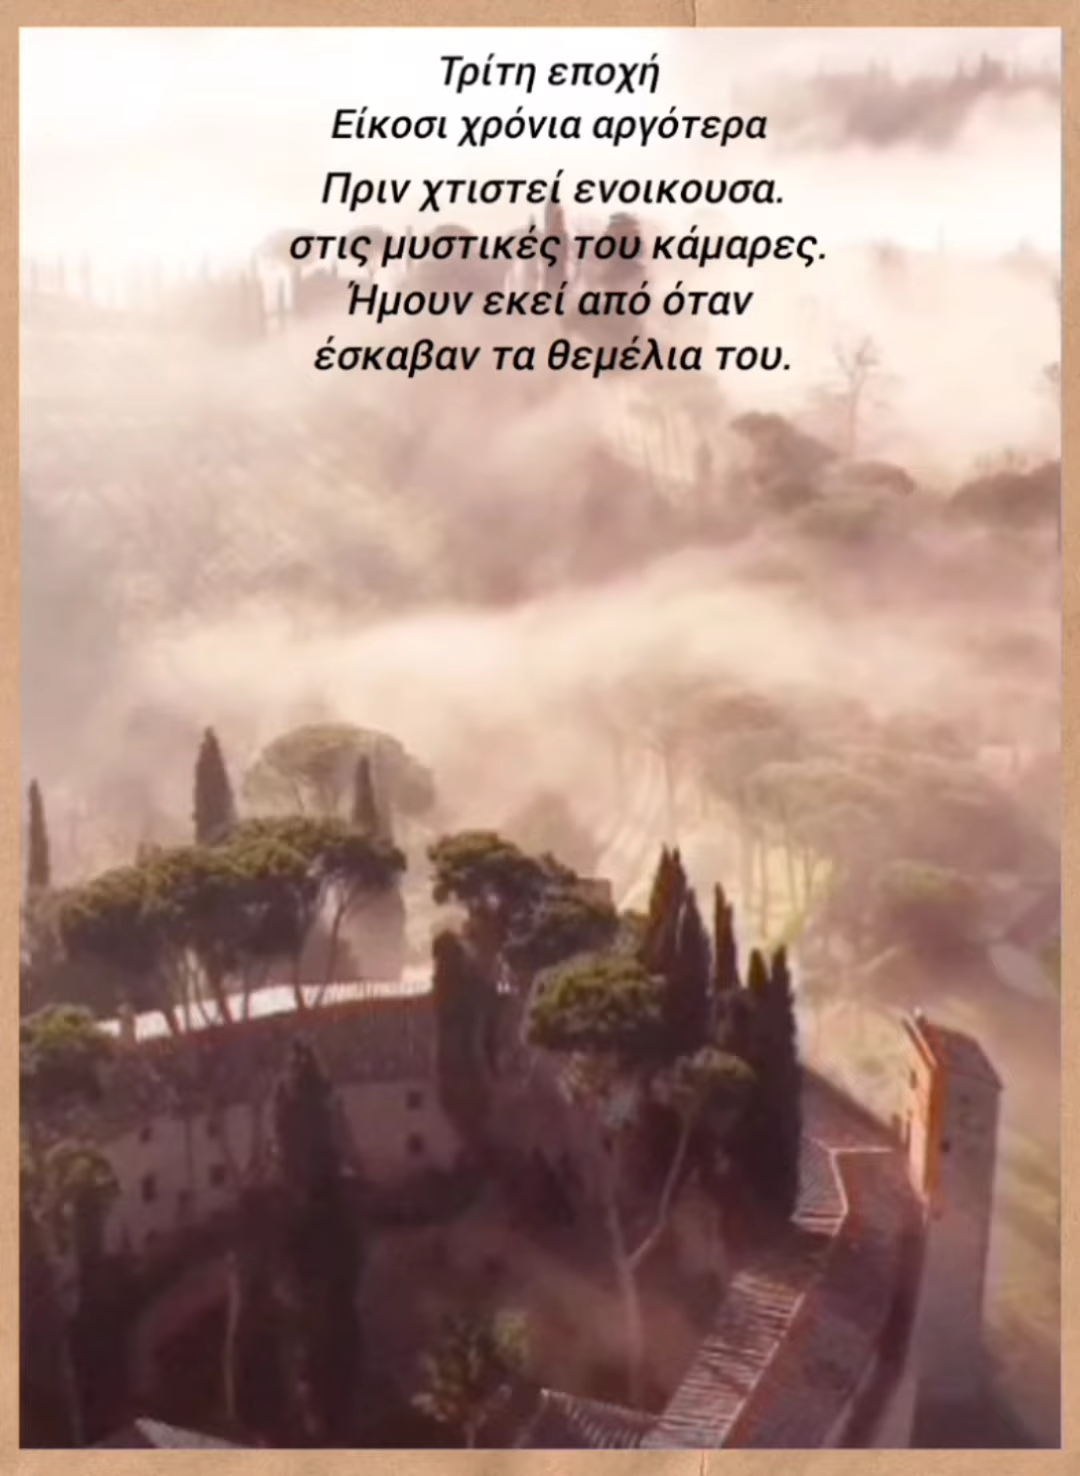 Τρίτη εποχή
Είκοσι χρόνια αργότερα
Πριν χτιστεί ενοικουσα.
στις μυστικές του κάμαρες.
Ήμουν εκεί από όταν
έσκαβαν τα θεμέλια του.